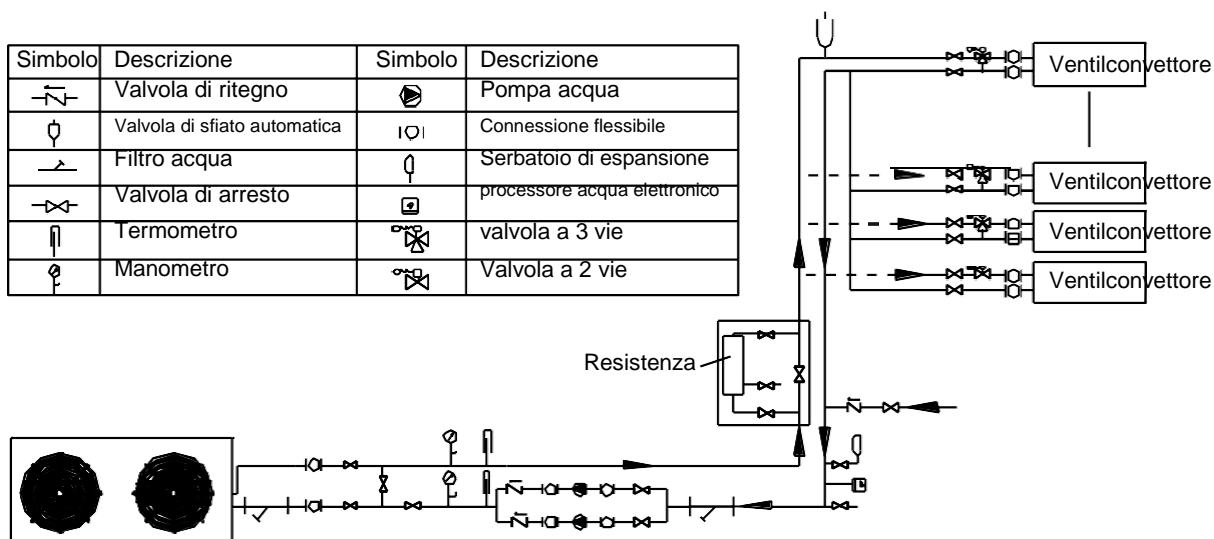 Simbolo Descrizione Simbolo Descrizione
Valvola di ritegno Pompa acqua
Valvola di sfiato automatica Connessione flessibile
Filtro acqua Serbatoio di espansione
Valvola di arresto processore acqua elettronico
Termometro valvola a 3 vie
Manometro Valvola a 2 vie
Ventilconvettore
Ventilconvettore
Ventilconvettore
Ventilconvettore
Resistenza